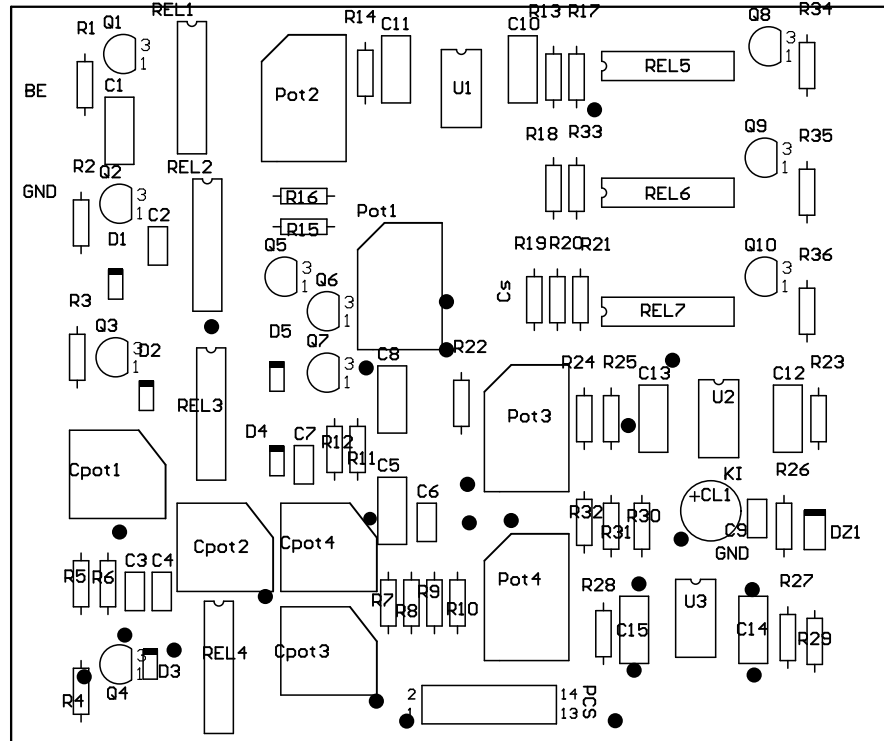 Q1 REL1 R14 C11 C10 R13 R17 Q8 R34
R1 3 1 3 1
BE C1 Pot2 U1 REL5
R2 Q2 REL2 R18 R33 Q9 R35
GND 3 1 C2 R16 REL6 3 1
D1 R15 Pot1
Q5 3 1 Q6 3 1 Cs R19 R20 R21 Q10 3 1 R36
R3 Q3 3 1 D2 D5 Q7 3 1 REL7
C8 R22 R24 R25 C13 C12 R23
REL3 Pot3 U2
Cpot1 D4 C7 R12 R11 C5 C6 KI R26
+CL1
R32 R31 R30 C9 DZ1
Cpot2 Cpot4 GND
R5 R6 C3 C4 Pot4 R28 R27
R7 R8 R9 R10 U3
Q4 3 1 D3 REL4 Cpot3 C15 C14 R29
R4 2 14 PCs
1 13